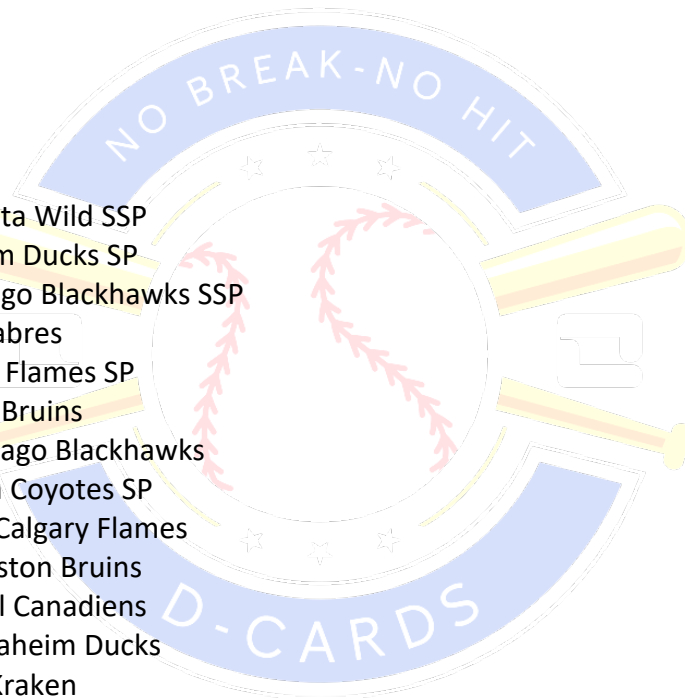 NO BREAK-NO HIT
ta Wild SSP
m Ducks SP
go Blackhawks SSP
abres
Flames SP
Bruins
ago Blackhawks
Coyotes SP
Calgary Flames
ston Bruins
l Canadiens
aheim Ducks
Kraken
D-CARDS